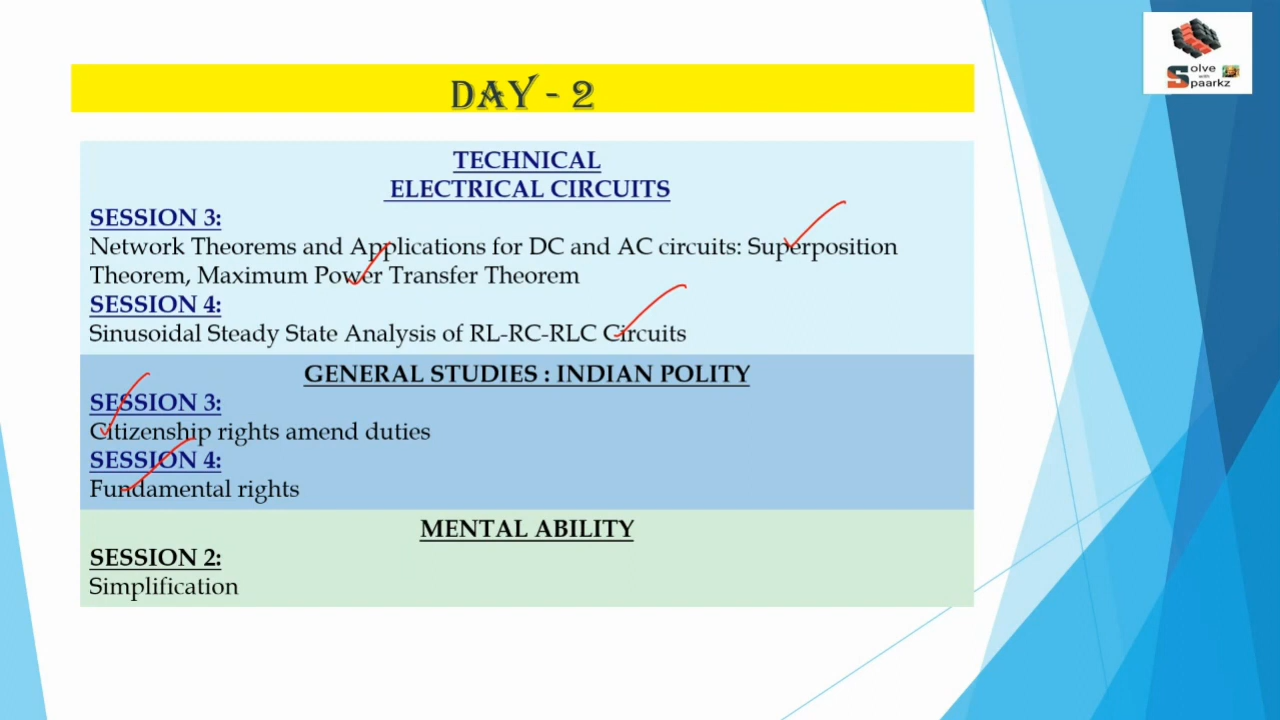 Solve
with
Spaarkz
DAY - 2
TECHNICAL
ELECTRICAL CIRCUITS
SESSION 3:
Network Theorems and Applications for DC and AC circuits: Superposition
Theorem, Maximum Power Transfer Theorem
SESSION 4:
Sinusoidal Steady State Analysis of RL-RC-RLC Circuits
GENERAL STUDIES : INDIAN POLITY
SESSION 3:
Citizenship rights amend duties
SESSION 4:
Fundamental rights
MENTAL ABILITY
SESSION 2:
Simplification